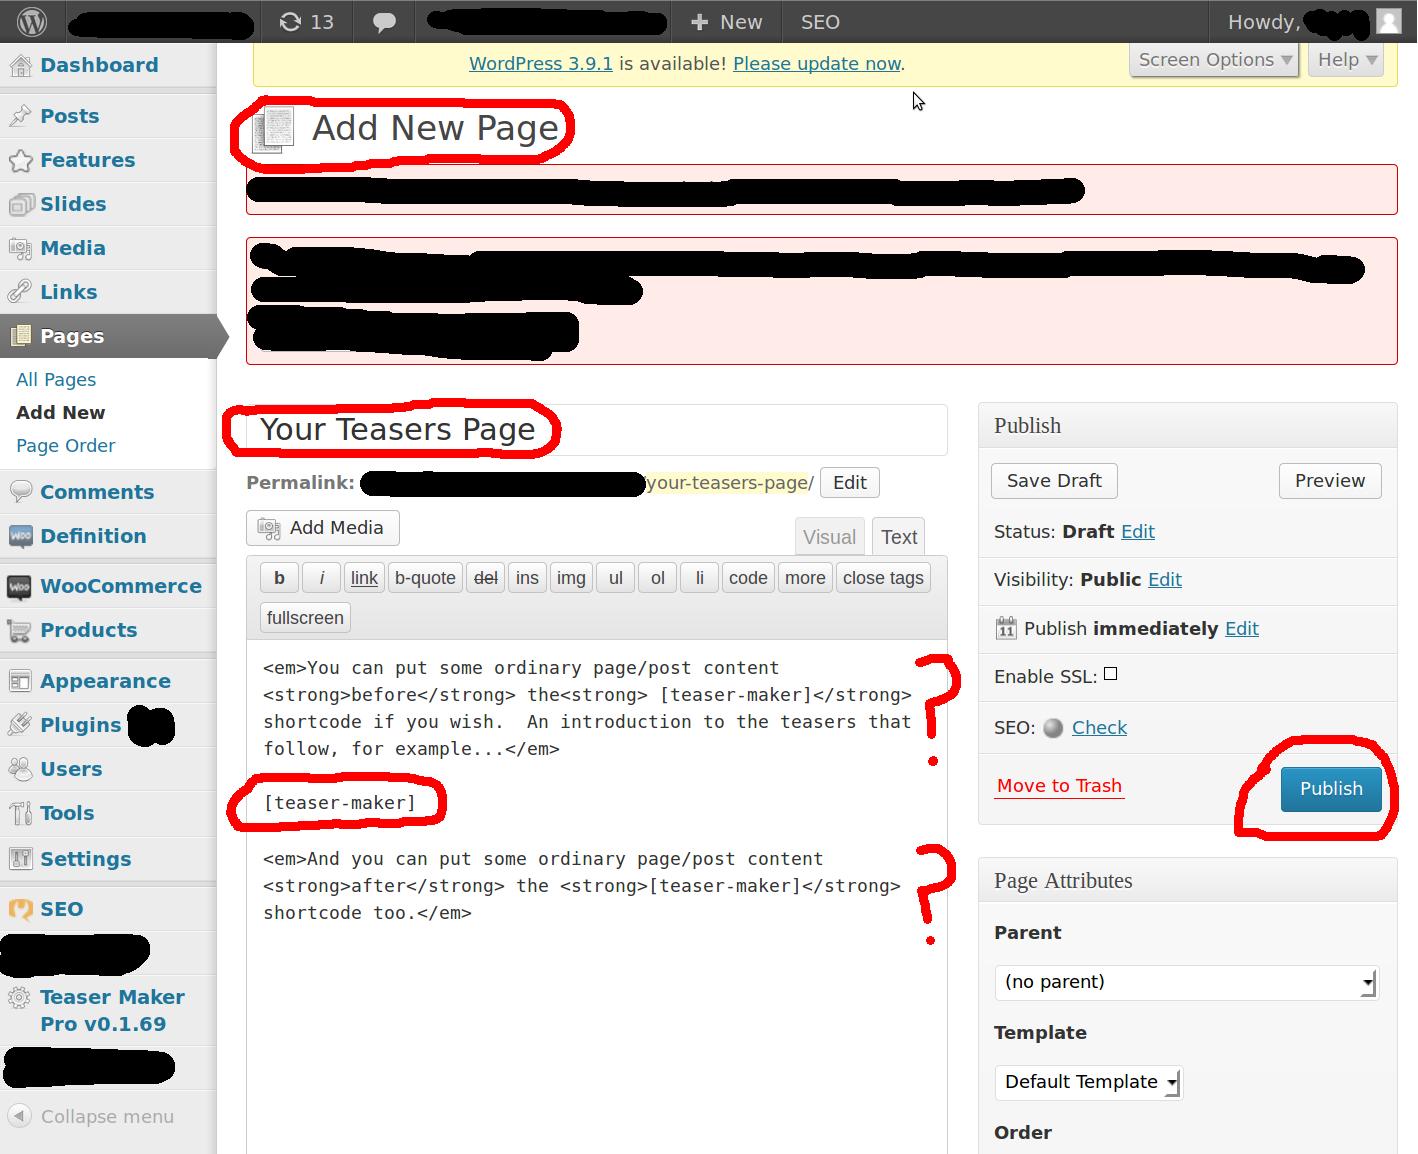 13
New
SEO
Howdy,
WordPress 3.9.1 is available! Please update now.
Screen Options
Help
Dashboard
Posts
Features
Slides
Media
Links
Pages
All Pages
Add New
Page Order
Comments
Definition
WooCommerce
Products
Appearance
Plugins
Users
Tools
Settings
SEO
Teaser Maker
Pro v0.1.69
Collapse menu
Add New Page
Your Teasers Page
Permalink: your-teasers-page/ Edit
Add Media
Visual Text
b i link b-quote del ins img ul ol li code more close tags
fullscreen
<em>You can put some ordinary page/post content
<strong>before</strong> the<strong> [teaser-maker]</strong>
shortcode if you wish.  An introduction to the teasers that
follow, for example...</em>
?
[teaser-maker]
<em>And you can put some ordinary page/post content
<strong>after</strong> the <strong>[teaser-maker]</strong>
shortcode too.</em>
?
Publish
Save Draft Preview
Status: Draft Edit
Visibility: Public Edit
11 Publish immediately Edit
Enable SSL:
SEO: Check
Move to Trash Publish
Page Attributes
Parent
(no parent)
Template
Default Template
Order